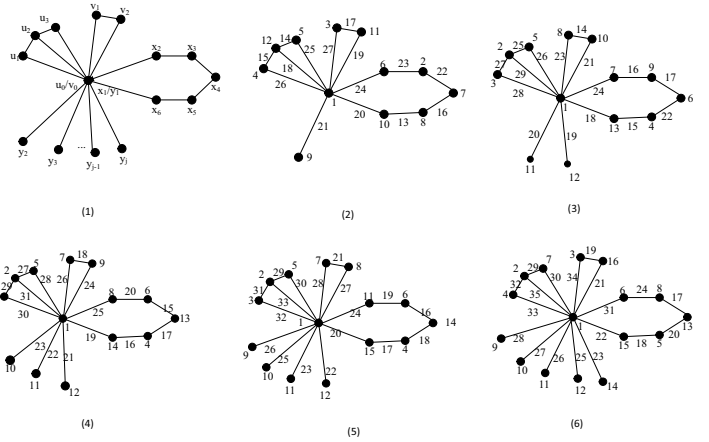 v₁ v₂
u₃
u₂
u₁
x₂ x₃
x₄
u₀/v₀ x₁/y₁
x₆ x₅
y₂ y₃ ... yⱼ₋₁ yⱼ
(1)
3 17 11
12 14 5
15 25 27 19
4 18
26
6 23 2
24 22
1 7
20 16
10 13 8
21
9
(2)
8 14 10
2 25 5
27 29 23 21
3 28
7 16 9
24 17
1 6
18 22
13 15 4
20 19
11 12
(3)
7 18 9
2 27 5
29 28 26 24
31
30
8 20 6
25 15
1 13
19 17
14 16 4
23 22 21
10 11 12
(4)
7 21 8
2 29 5
31 30 28 27
3 33
32
11 19 6
24 16
1 14
20 18
15 17 4
9 26 25 23 22
10 11 12
(5)
3 19 16
2 29 7
32 30 34 21
4 35
33
6 24 8
31 17
1 13
22 20
15 18 5
9 28
27 26 25 23
10 11 12 14
(6)